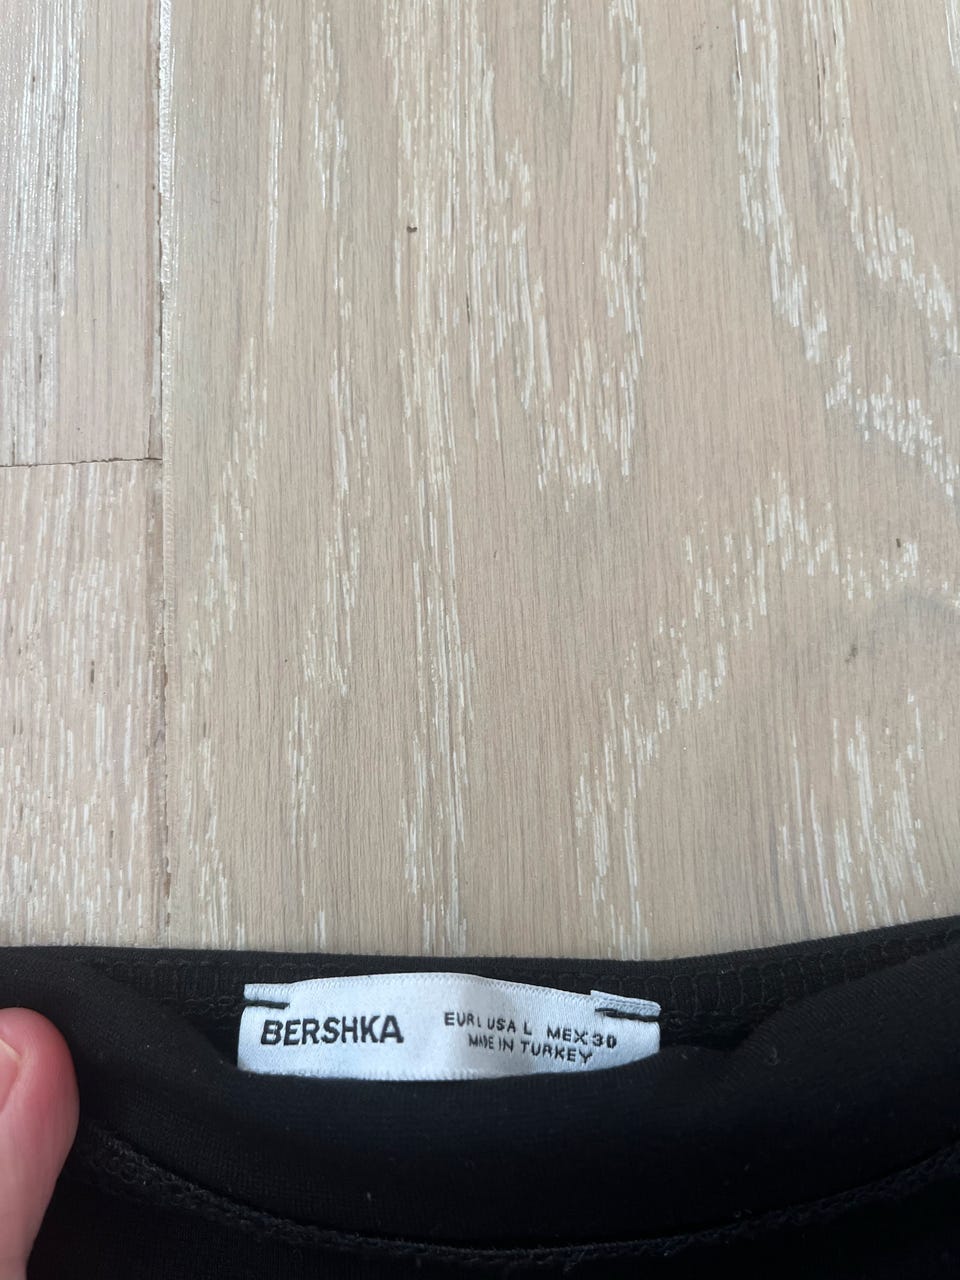 BERSHKA
EUR L USA L MEX 30
MADE IN TURKEY